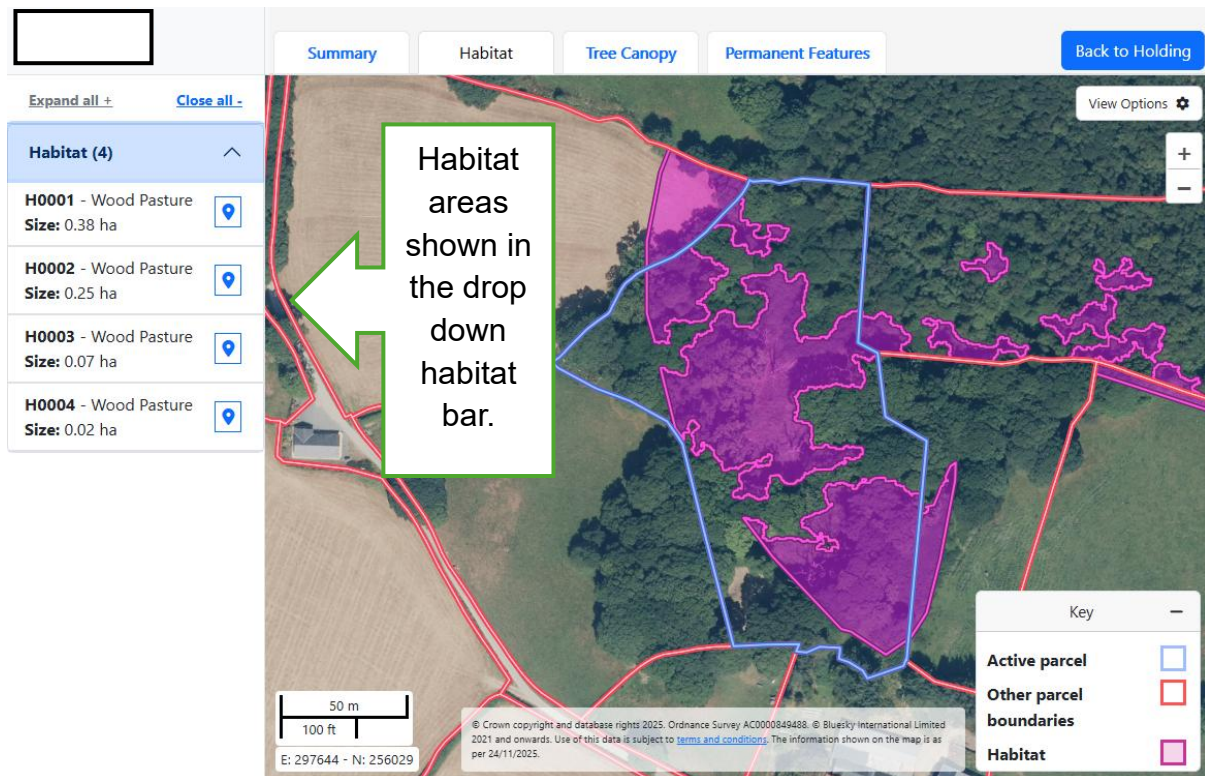 Summary
Habitat
Tree Canopy
Permanent Features
Back to Holding
Expand all +
Close all -
View Options
Habitat (4)
H0001 - Wood Pasture
Size: 0.38 ha
H0002 - Wood Pasture
Size: 0.25 ha
H0003 - Wood Pasture
Size: 0.07 ha
H0004 - Wood Pasture
Size: 0.02 ha
Habitat
areas
shown in
the drop
down
habitat
bar.
+
−
Key −
Active parcel
Other parcel
boundaries
Habitat
50 m
100 ft
E: 297644 - N: 256029
© Crown copyright and database rights 2025. Ordnance Survey AC0000849488. © Bluesky International Limited
2021 and onwards. Use of this data is subject to terms and conditions. The information shown on the map is as
per 24/11/2025.